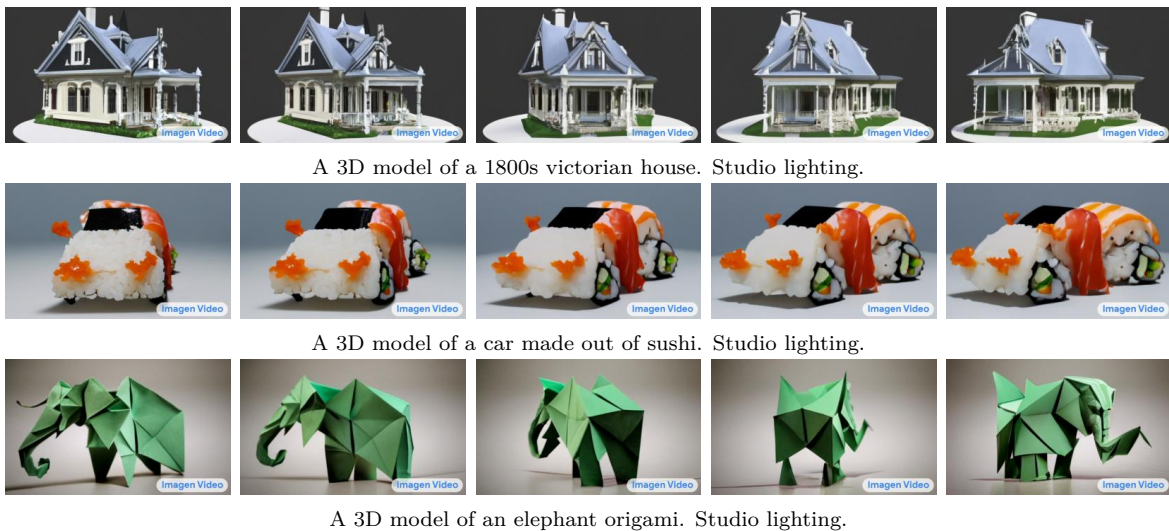 Imagen Video Imagen Video Imagen Video Imagen Video Imagen Video
A 3D model of a 1800s victorian house. Studio lighting.
Imagen Video Imagen Video Imagen Video Imagen Video Imagen Video
A 3D model of a car made out of sushi. Studio lighting.
Imagen Video Imagen Video Imagen Video Imagen Video Imagen Video
A 3D model of an elephant origami. Studio lighting.